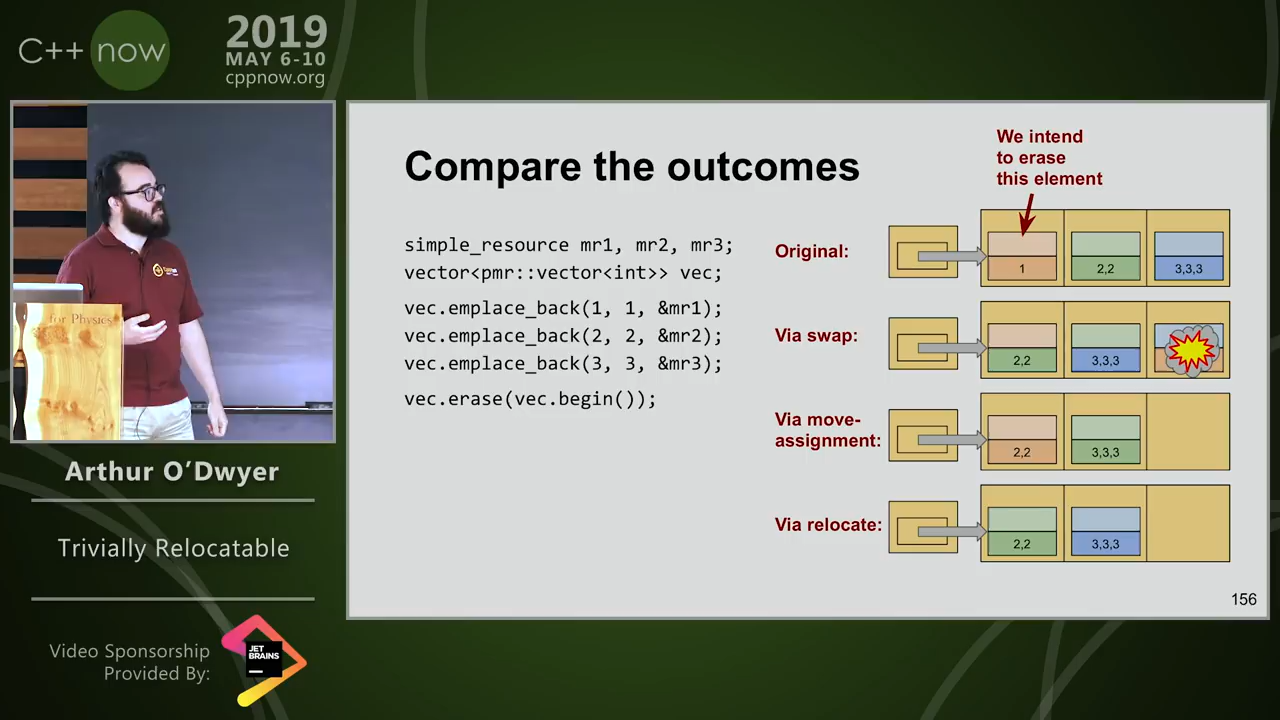 C++ now
2019
MAY 6-10
cppnow.org
for Physics
Arthur O'Dwyer
Trivially Relocatable
Video Sponsorship
Provided By:
JET
BRAINS
Compare the outcomes
simple_resource mr1, mr2, mr3;
vector<pmr::vector<int>> vec;
vec.emplace_back(1, 1, &mr1);
vec.emplace_back(2, 2, &mr2);
vec.emplace_back(3, 3, &mr3);
vec.erase(vec.begin());
We intend
to erase
this element
Original:
1
2,2
3,3,3
Via swap:
2,2
3,3,3
Via move-
assignment:
2,2
3,3,3
Via relocate:
2,2
3,3,3
156